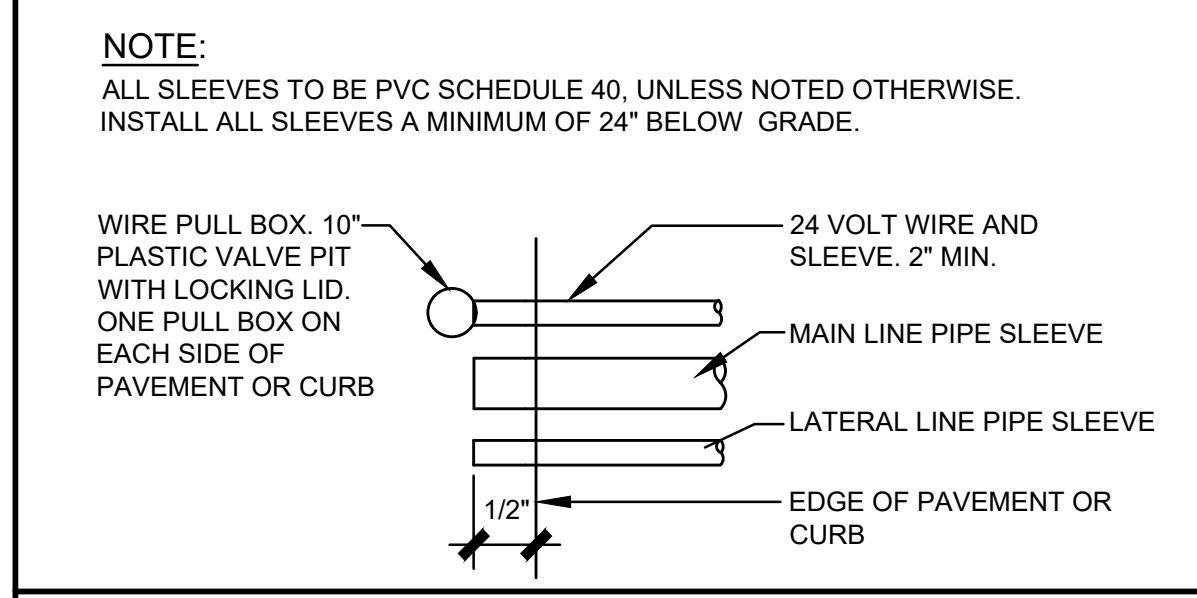 NOTE:
ALL SLEEVES TO BE PVC SCHEDULE 40, UNLESS NOTED OTHERWISE.
INSTALL ALL SLEEVES A MINIMUM OF 24" BELOW GRADE.
WIRE PULL BOX. 10"
PLASTIC VALVE PIT
WITH LOCKING LID.
ONE PULL BOX ON
EACH SIDE OF
PAVEMENT OR CURB
24 VOLT WIRE AND
SLEEVE. 2" MIN.
MAIN LINE PIPE SLEEVE
LATERAL LINE PIPE SLEEVE
1/2"
EDGE OF PAVEMENT OR
CURB